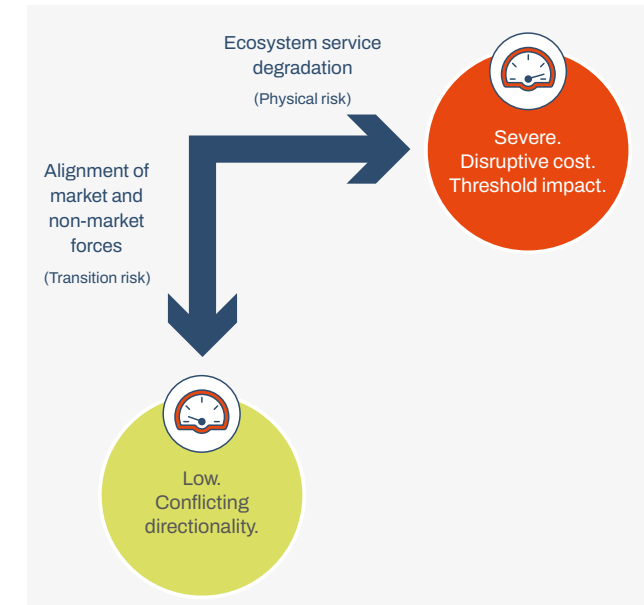 Ecosystem service
degradation
(Physical risk)
Severe.
Disruptive cost.
Threshold impact.
Alignment of
market and
non-market
forces
(Transition risk)
Low.
Conflicting
directionality.